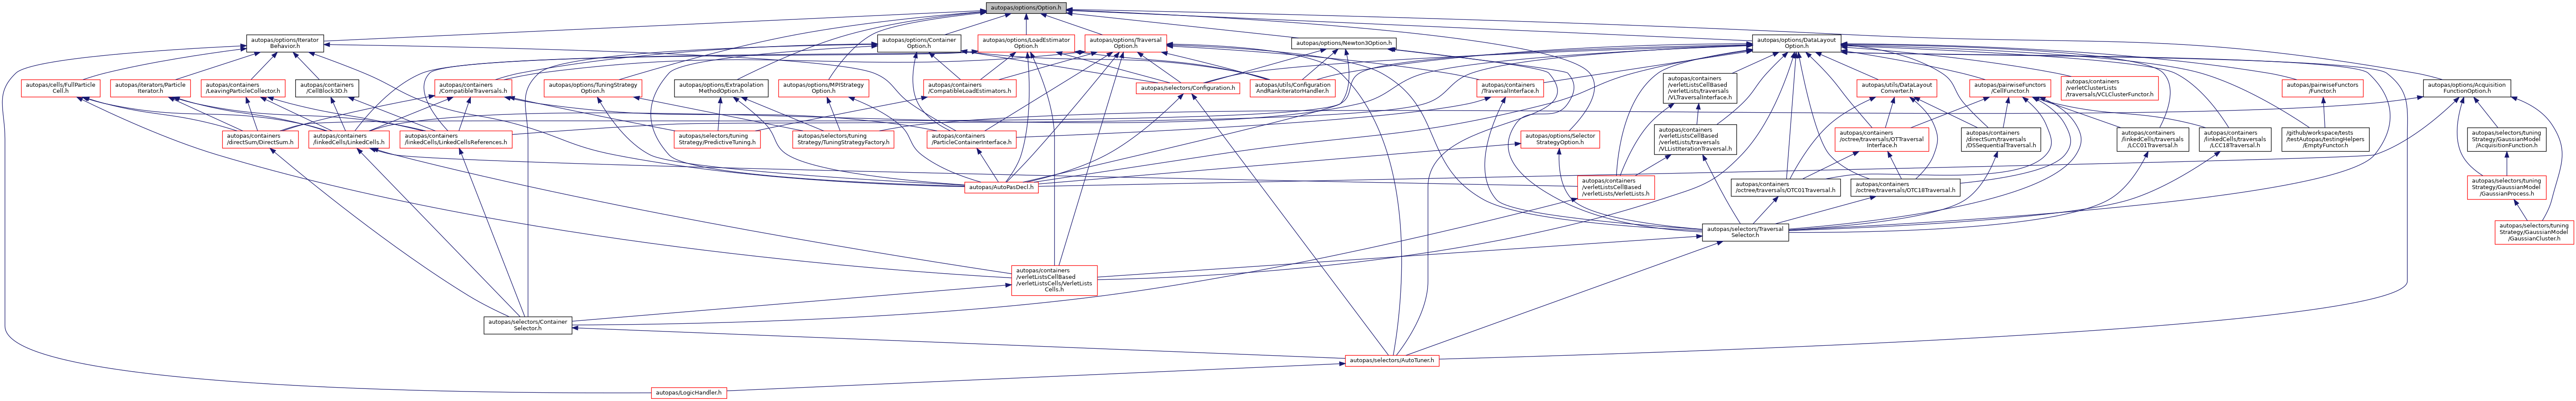 autopas/options/Option.h
autopas/options/Iterator
Behavior.h
autopas/options/Container
Option.h
autopas/options/LoadEstimator
Option.h
autopas/options/Traversal
Option.h
autopas/options/Newton3Option.h
autopas/options/DataLayout
Option.h
autopas/cells/FullParticle
Cell.h
autopas/iterators/Particle
Iterator.h
autopas/containers
/LeavingParticleCollector.h
autopas/containers
/CellBlock3D.h
autopas/containers
/CompatibleTraversals.h
autopas/options/TuningStrategy
Option.h
autopas/options/Extrapolation
MethodOption.h
autopas/options/MPIStrategy
Option.h
autopas/containers
/CompatibleLoadEstimators.h
autopas/selectors/Configuration.h
autopas/utils/Configuration
AndRankIteratorHandler.h
autopas/containers
/TraversalInterface.h
autopas/containers
/verletListsCellBased
/verletLists/traversals
/VLTraversalInterface.h
autopas/utils/DataLayout
Converter.h
autopas/pairwiseFunctors
/CellFunctor.h
autopas/containers
/verletClusterLists
/traversals/VCLClusterFunctor.h
autopas/pairwiseFunctors
/Functor.h
autopas/options/Acquisition
FunctionOption.h
autopas/containers
/directSum/DirectSum.h
autopas/containers
/linkedCells/LinkedCells.h
autopas/containers
/linkedCells/LinkedCellsReferences.h
autopas/selectors/tuning
Strategy/PredictiveTuning.h
autopas/selectors/tuning
Strategy/TuningStrategyFactory.h
autopas/containers
/ParticleContainerInterface.h
autopas/options/Selector
StrategyOption.h
autopas/containers
/verletListsCellBased
/verletLists/traversals
/VLListIterationTraversal.h
autopas/containers
/octree/traversals/OTTraversal
Interface.h
autopas/containers
/directSum/traversals
/DSSequentialTraversal.h
autopas/containers
/linkedCells/traversals
/LCC01Traversal.h
autopas/containers
/linkedCells/traversals
/LCC18Traversal.h
/github/workspace/tests
/testAutopas/testingHelpers
/EmptyFunctor.h
autopas/selectors/tuning
Strategy/GaussianModel
/AcquisitionFunction.h
autopas/AutoPasDecl.h
autopas/containers
/verletListsCellBased
/verletLists/VerletLists.h
autopas/containers
/octree/traversals/OTC01Traversal.h
autopas/containers
/octree/traversals/OTC18Traversal.h
autopas/selectors/tuning
Strategy/GaussianModel
/GaussianProcess.h
autopas/selectors/Traversal
Selector.h
autopas/selectors/tuning
Strategy/GaussianModel
/GaussianCluster.h
autopas/containers
/verletListsCellBased
/verletListsCells/VerletLists
Cells.h
autopas/selectors/Container
Selector.h
autopas/selectors/AutoTuner.h
autopas/LogicHandler.h